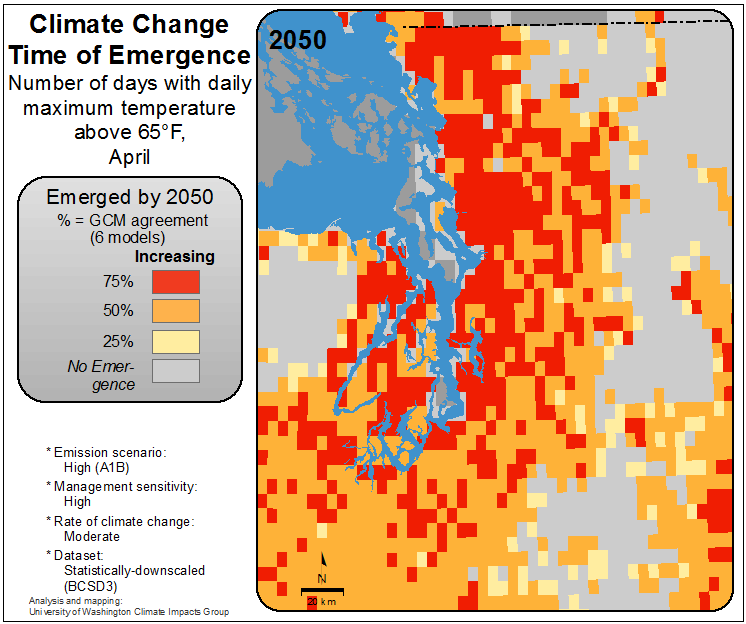 Climate Change
Time of Emergence
Number of days with daily
maximum temperature
above 65°F,
April
Emerged by 2050
% = GCM agreement
(6 models)
Increasing
75%
50%
25%
No Emer-
gence
* Emission scenario:
High (A1B)
* Management sensitivity:
High
* Rate of climate change:
Moderate
* Dataset:
Statistically-downscaled
(BCSD3)
Analysis and mapping:
University of Washington Climate Impacts Group
2050
N
20 km